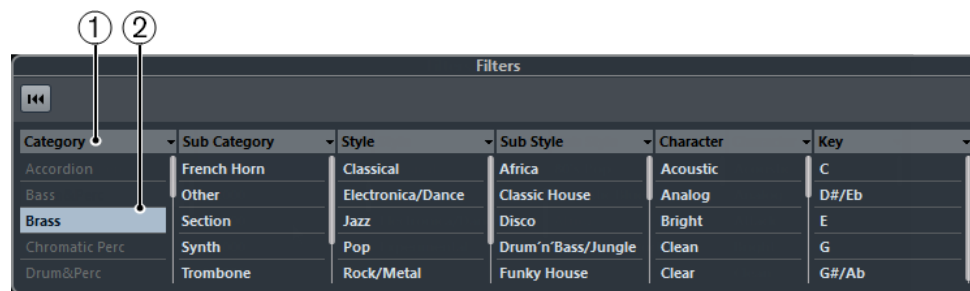 1 2
Filters
Category Sub Category Style Sub Style Character Key
Accordion French Horn Classical Africa Acoustic C
Bass Other Electronica/Dance Classic House Analog D#/Eb
Brass Section Jazz Disco Bright E
Chromatic Perc Synth Pop Drum'n'Bass/Jungle Clean G
Drum&Perc Trombone Rock/Metal Funky House Clear G#/Ab